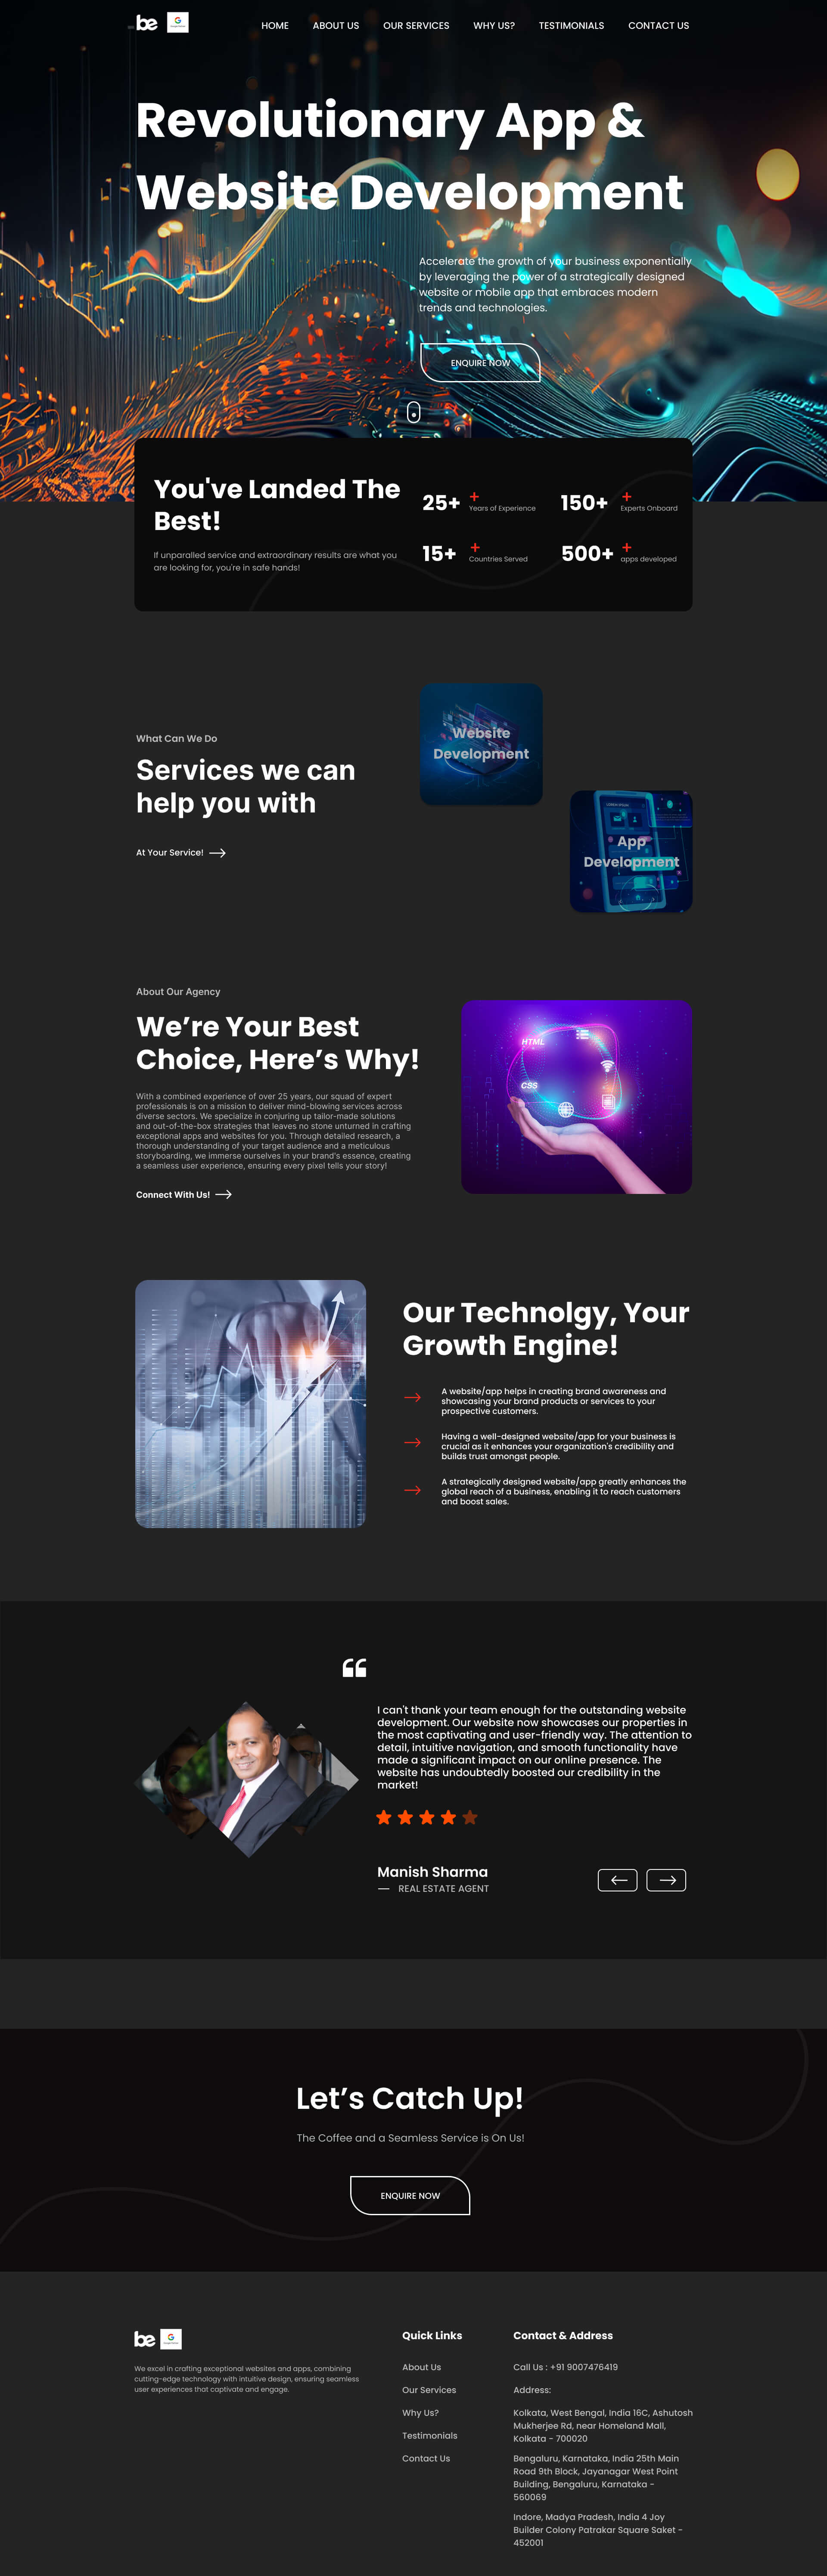 be
HOME ABOUT US OUR SERVICES WHY US? TESTIMONIALS CONTACT US
Revolutionary App &
Website Development
Accelerate the growth of your business exponentially
by leveraging the power of a strategically designed
website or mobile app that embraces modern
trends and technologies.
ENQUIRE NOW
You've Landed The
Best!
If unparalled service and extraordinary results are what you
are looking for, you're in safe hands!
25+ + Years of Experience
150+ + Experts Onboard
15+ + Countries Served
500+ + apps developed
What Can We Do
Services we can
help you with
At Your Service!
Website
Development
App
Development
About Our Agency
We’re Your Best
Choice, Here’s Why!
With a combined experience of over 25 years, our squad of expert
professionals is on a mission to deliver mind-blowing services across
diverse sectors. We specialize in conjuring up tailor-made solutions
and out-of-the-box strategies that leaves no stone unturned in crafting
exceptional apps and websites for you. Through detailed research, a
thorough understanding of your target audience and a meticulous
storyboarding, we immerse ourselves in your brand's essence, creating
a seamless user experience, ensuring every pixel tells your story!
Connect With Us!
HTML
CSS
Our Technolgy, Your
Growth Engine!
A website/app helps in creating brand awareness and
showcasing your brand products or services to your
prospective customers.
Having a well-designed website/app for your business is
crucial as it enhances your organization's credibility and
builds trust amongst people.
A strategically designed website/app greatly enhances the
global reach of a business, enabling it to reach customers
and boost sales.
I can't thank your team enough for the outstanding website
development. Our website now showcases our properties in
the most captivating and user-friendly way. The attention to
detail, intuitive navigation, and smooth functionality have
made a significant impact on our online presence. The
website has undoubtedly boosted our credibility in the
market!
Manish Sharma
REAL ESTATE AGENT
Let’s Catch Up!
The Coffee and a Seamless Service is On Us!
ENQUIRE NOW
be
We excel in crafting exceptional websites and apps, combining
cutting-edge technology with intuitive design, ensuring seamless
user experiences that captivate and engage.
Quick Links
About Us
Our Services
Why Us?
Testimonials
Contact Us
Contact & Address
Call Us : +91 9007476419
Address:
Kolkata, West Bengal, India 16C, Ashutosh
Mukherjee Rd, near Homeland Mall,
Kolkata - 700020
Bengaluru, Karnataka, India 25th Main
Road 9th Block, Jayanagar West Point
Building, Bengaluru, Karnataka -
560069
Indore, Madya Pradesh, India 4 Joy
Builder Colony Patrakar Square Saket -
452001